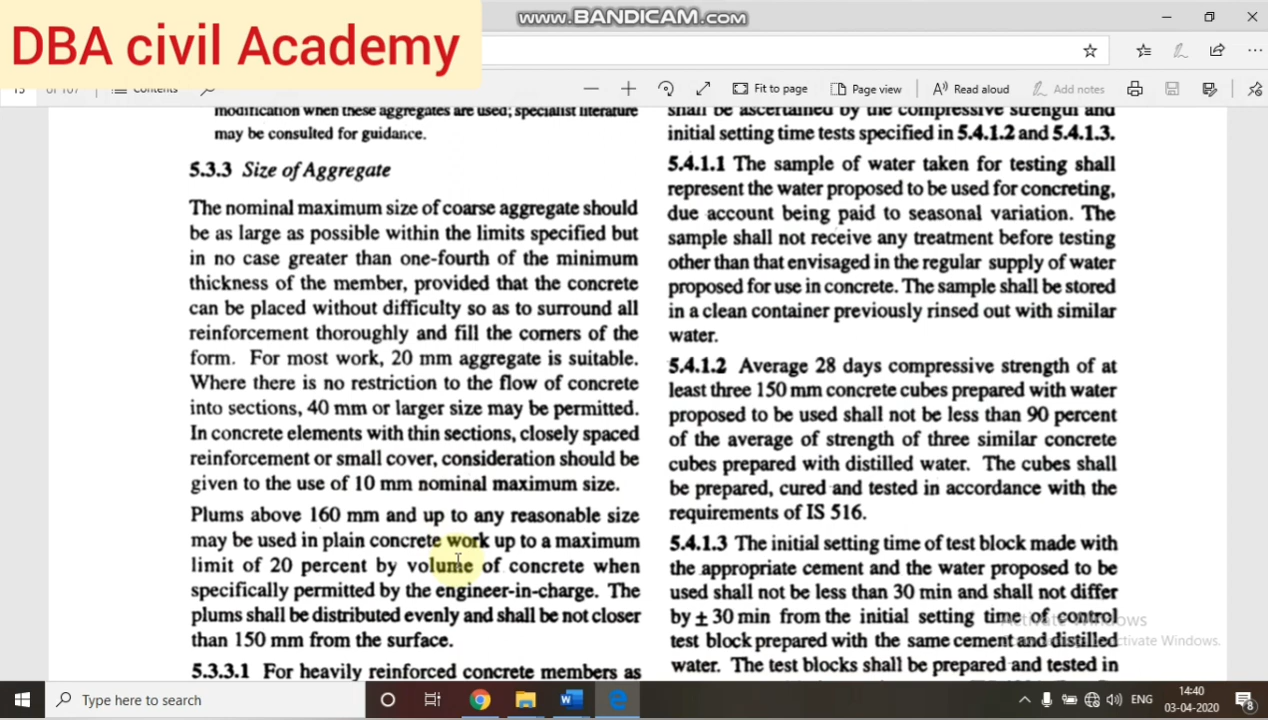 www.BANDICAM.com
DBA civil Academy
of 107
Contents
Fit to page
Page view
Read aloud
Add notes
modification when these aggregates are used; specialist literature
may be consulted for guidance.
5.3.3 Size of Aggregate
The nominal maximum size of coarse aggregate should
be as large as possible within the limits specified but
in no case greater than one-fourth of the minimum
thickness of the member, provided that the concrete
can be placed without difficulty so as to surround all
reinforcement thoroughly and fill the corners of the
form. For most work, 20 mm aggregate is suitable.
Where there is no restriction to the flow of concrete
into sections, 40 mm or larger size may be permitted.
In concrete elements with thin sections, closely spaced
reinforcement or small cover, consideration should be
given to the use of 10 mm nominal maximum size.
Plums above 160 mm and up to any reasonable size
may be used in plain concrete work up to a maximum
limit of 20 percent by volume of concrete when
specifically permitted by the engineer-in-charge. The
plums shall be distributed evenly and shall be not closer
than 150 mm from the surface.
5.3.3.1 For heavily reinforced concrete members as
shall be ascertained by the compressive strength and
initial setting time tests specified in 5.4.1.2 and 5.4.1.3.
5.4.1.1 The sample of water taken for testing shall
represent the water proposed to be used for concreting,
due account being paid to seasonal variation. The
sample shall not receive any treatment before testing
other than that envisaged in the regular supply of water
proposed for use in concrete. The sample shall be stored
in a clean container previously rinsed out with similar
water.
5.4.1.2 Average 28 days compressive strength of at
least three 150 mm concrete cubes prepared with water
proposed to be used shall not be less than 90 percent
of the average of strength of three similar concrete
cubes prepared with distilled water. The cubes shall
be prepared, cured and tested in accordance with the
requirements of IS 516.
5.4.1.3 The initial setting time of test block made with
the appropriate cement and the water proposed to be
used shall not be less than 30 min and shall not differ
by ± 30 min from the initial setting time of control
test block prepared with the same cement and distilled
water. The test blocks shall be prepared and tested in
Activate Windows
ctivate Windows.
Type here to search
ENG
14:40
03-04-2020
8